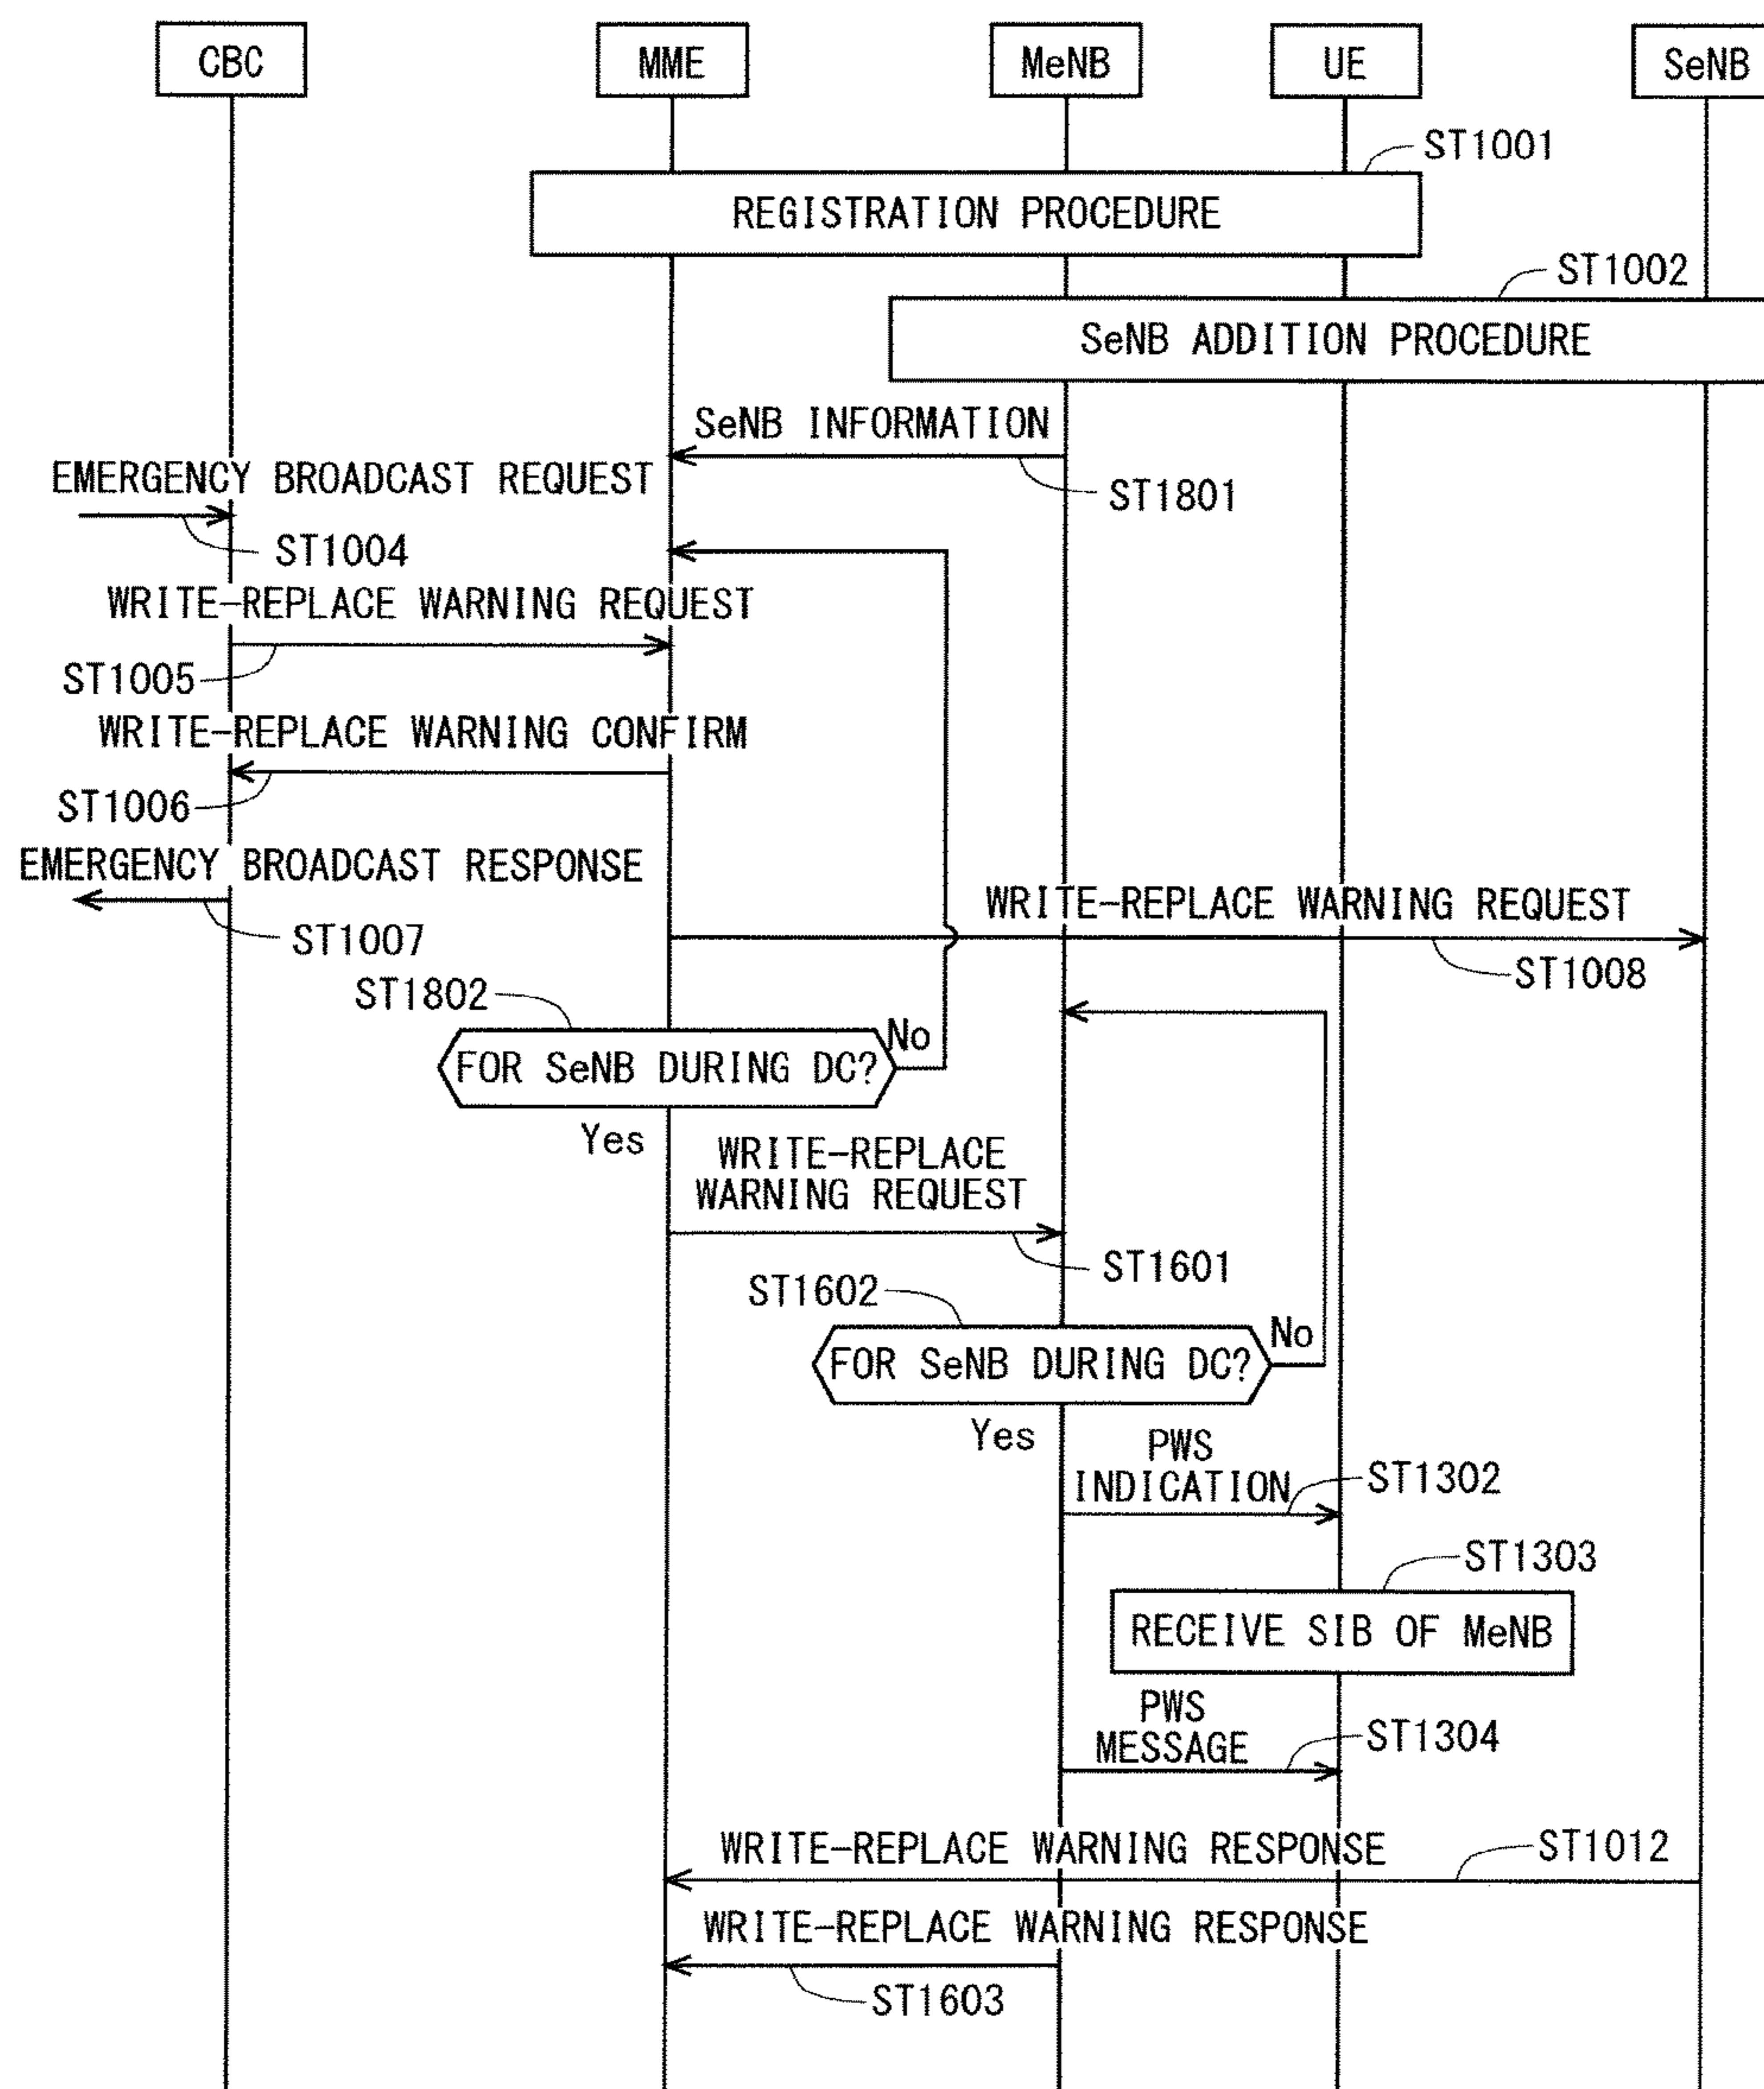 CBC
MME
MeNB
UE
SeNB
ST1001
REGISTRATION PROCEDURE
ST1002
SeNB ADDITION PROCEDURE
SeNB INFORMATION
ST1801
EMERGENCY BROADCAST REQUEST
ST1004
WRITE-REPLACE WARNING REQUEST
ST1005
WRITE-REPLACE WARNING CONFIRM
ST1006
EMERGENCY BROADCAST RESPONSE
ST1007
WRITE-REPLACE WARNING REQUEST
ST1008
ST1802
FOR SeNB DURING DC?
No
Yes
WRITE-REPLACE
WARNING REQUEST
ST1601
ST1602
FOR SeNB DURING DC?
No
Yes
PWS
INDICATION
ST1302
ST1303
RECEIVE SIB OF MeNB
PWS
MESSAGE
ST1304
WRITE-REPLACE WARNING RESPONSE
ST1012
WRITE-REPLACE WARNING RESPONSE
ST1603